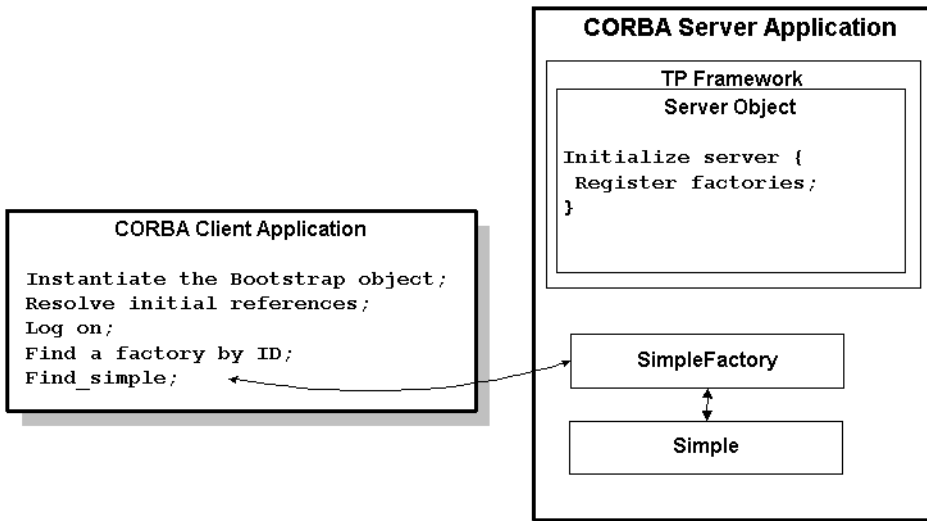 CORBA Server Application
TP Framework
Server Object
Initialize server {
Register factories;
}
CORBA Client Application
Instantiate the Bootstrap object;
Resolve initial references;
Log on;
Find a factory by ID;
Find_simple;
SimpleFactory
Simple